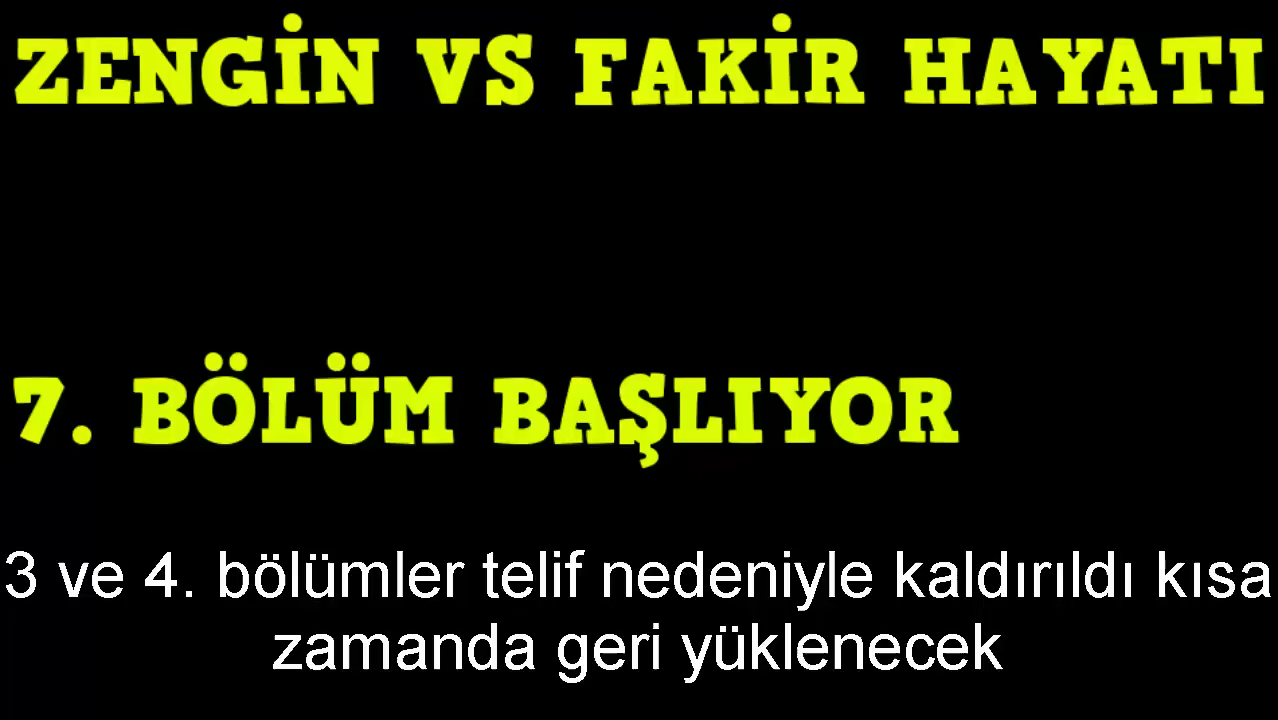 ZENGİN VS FAKİR HAYATI
7. BÖLÜM BAŞLIYOR
3 ve 4. bölümler telif nedeniyle kaldırıldı kısa
zamanda geri yüklenecek